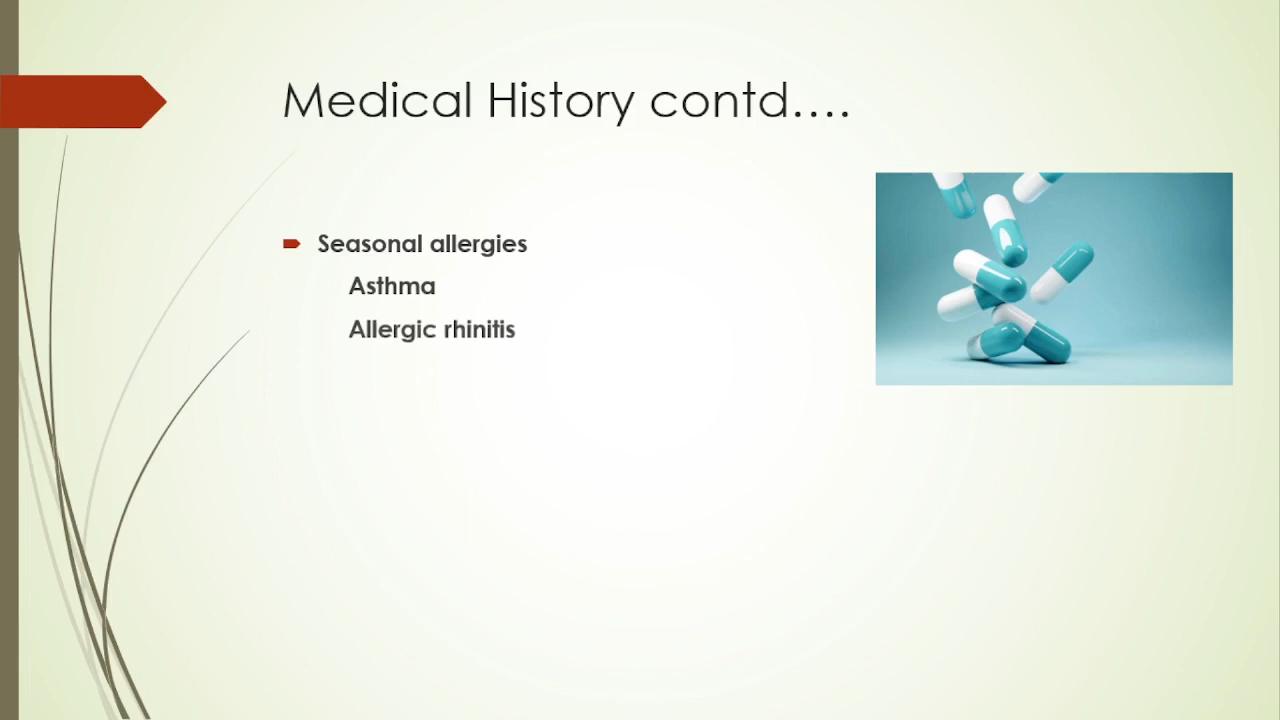 Medical History contd....
Seasonal allergies
Asthma
Allergic rhinitis